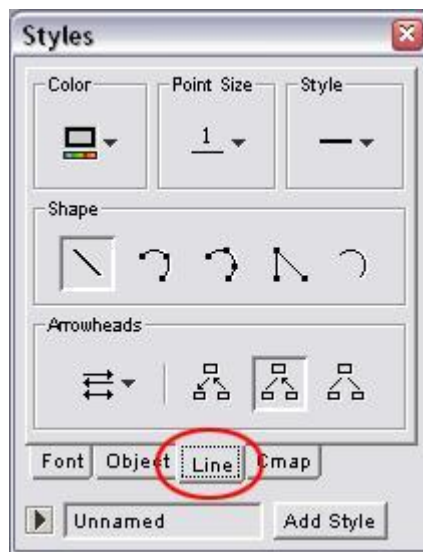 Styles
Color Point Size Style
1
Shape
Arrowheads
Font Object Line Cmap
Unnamed Add Style